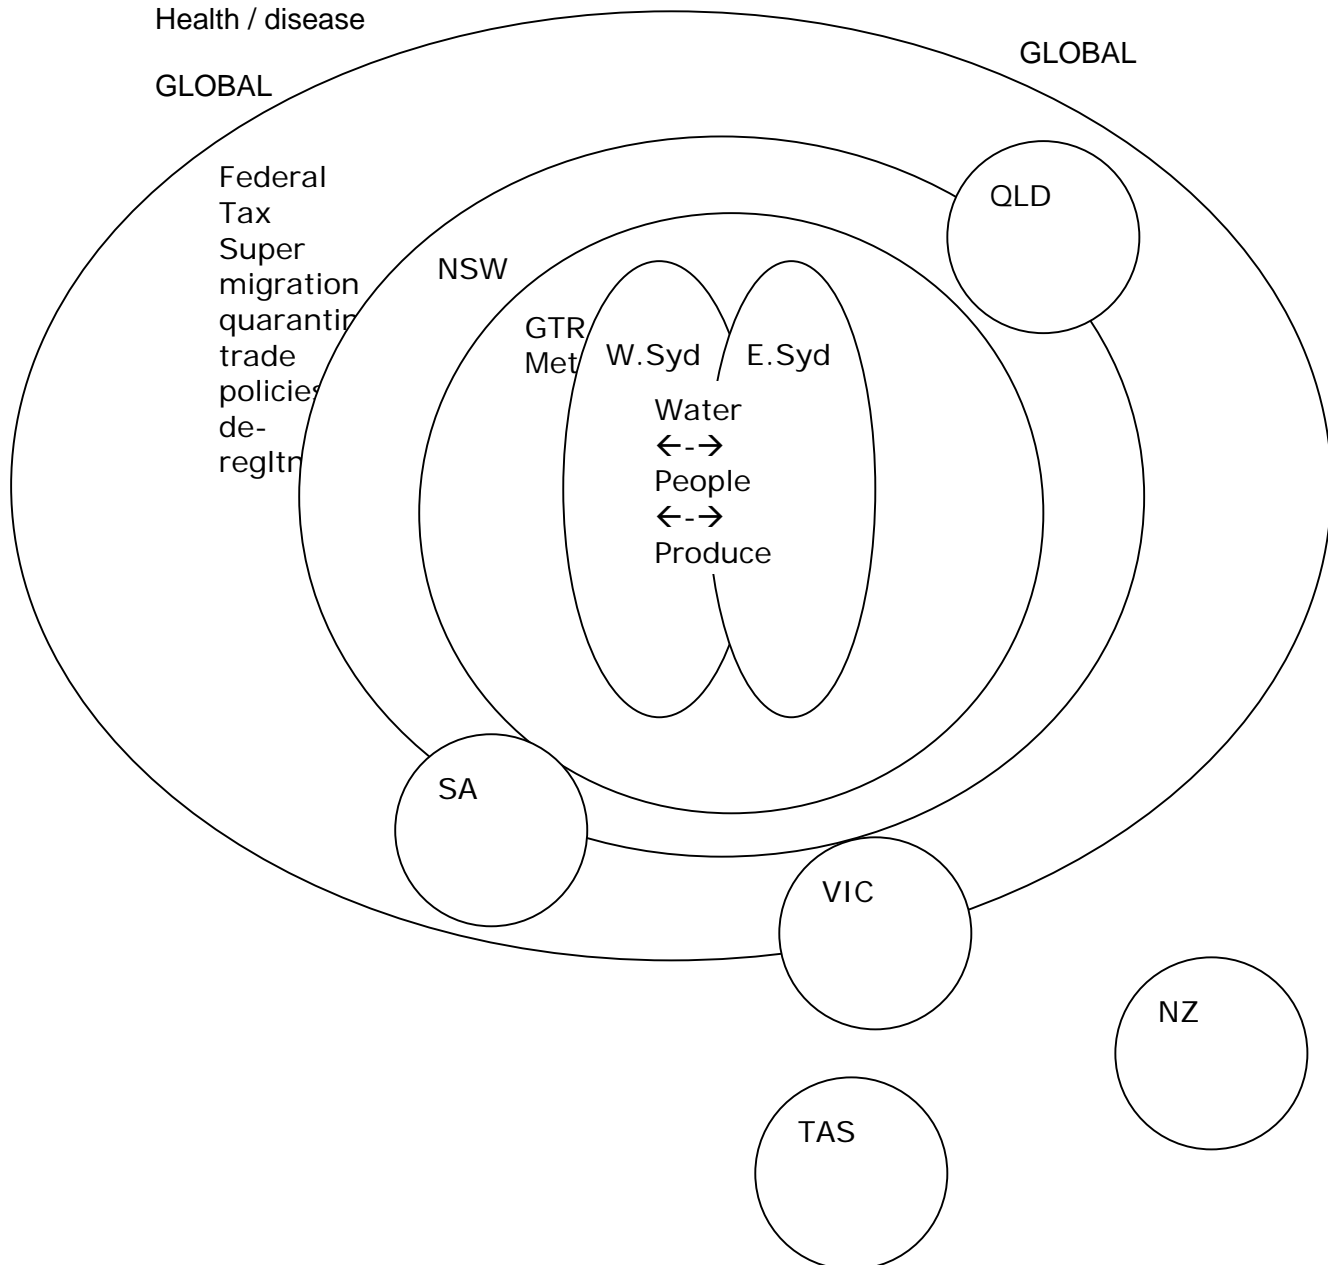 Health / disease
GLOBAL
GLOBAL
Federal
Tax
Super
migration
quarantin
trade
policies
de-
regltn
QLD
NSW
GTR
Met
W.Syd
E.Syd
Water
←-→
People
←-→
Produce
SA
VIC
NZ
TAS